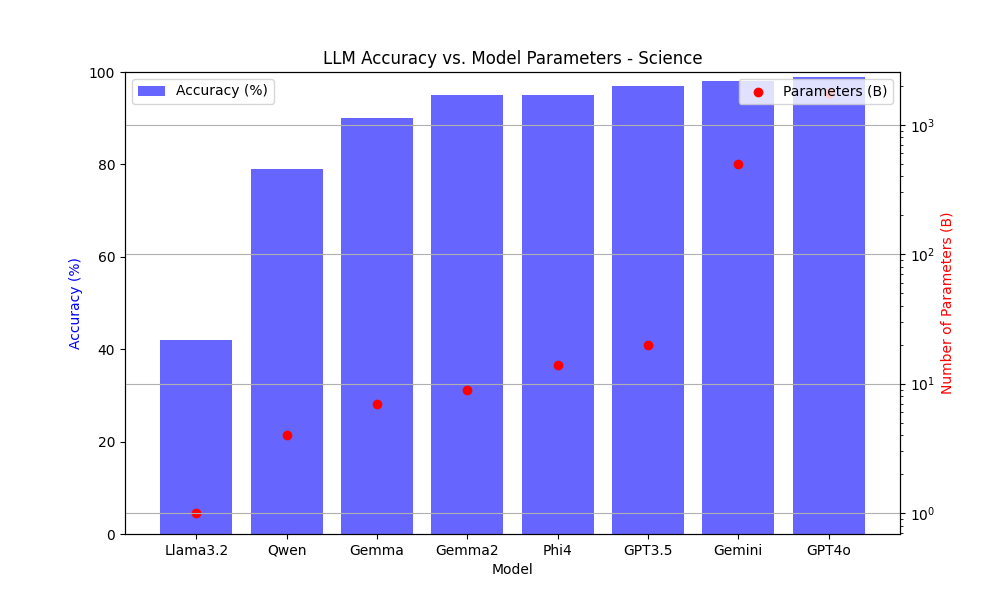 LLM Accuracy vs. Model Parameters - Science
Accuracy (%)
Parameters (B)
100
80
60
40
20
0
Accuracy (%)
10³
10²
10¹
10⁰
Number of Parameters (B)
Llama3.2 Qwen Gemma Gemma2 Phi4 GPT3.5 Gemini GPT4o
Model